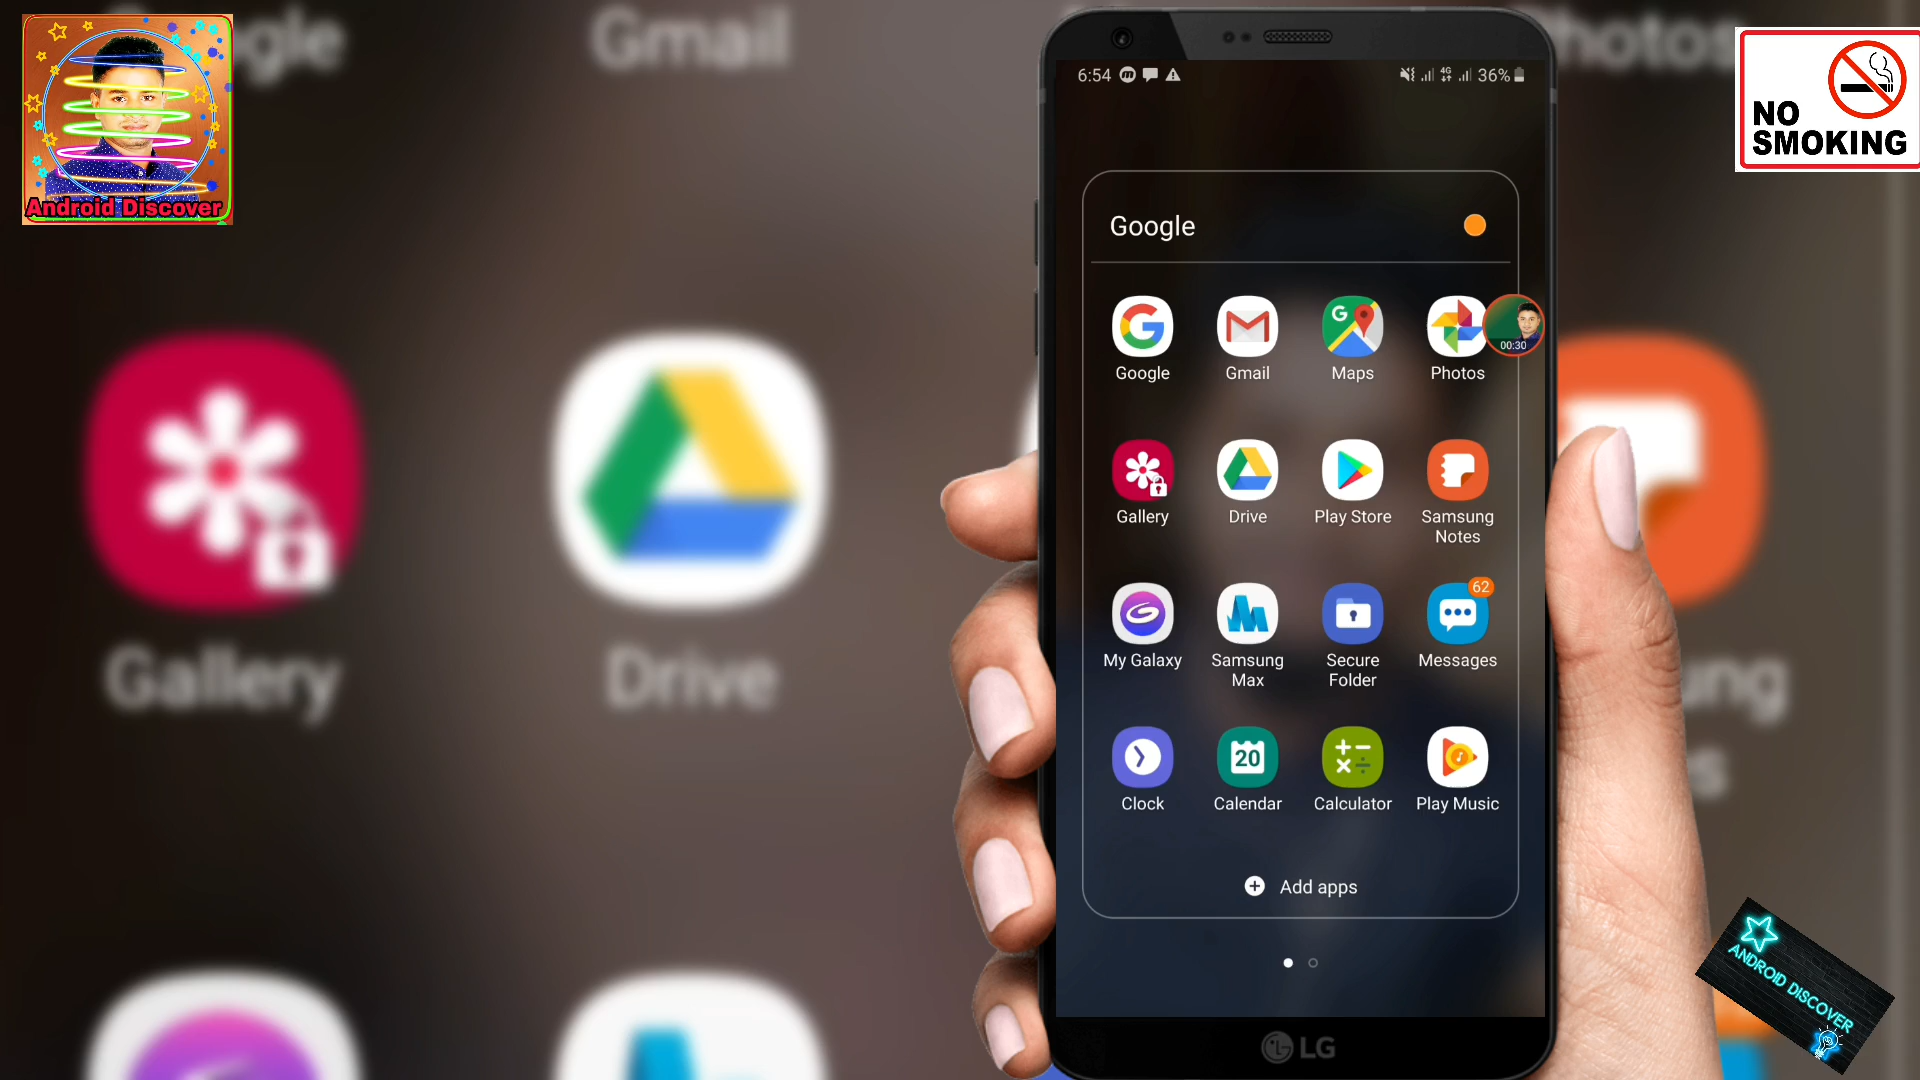 Gmail
Photos
Android Discover
NO
SMOKING
6:54
4G
36%
Google
Google
Gmail
Maps
Photos
00:30
Gallery
Drive
Play Store
Samsung
Notes
62
My Galaxy
Samsung
Max
Secure
Folder
Messages
20
Clock
Calendar
Calculator
Play Music
Add apps
LG
Gallery
Drive
ANDROID DISCOVER